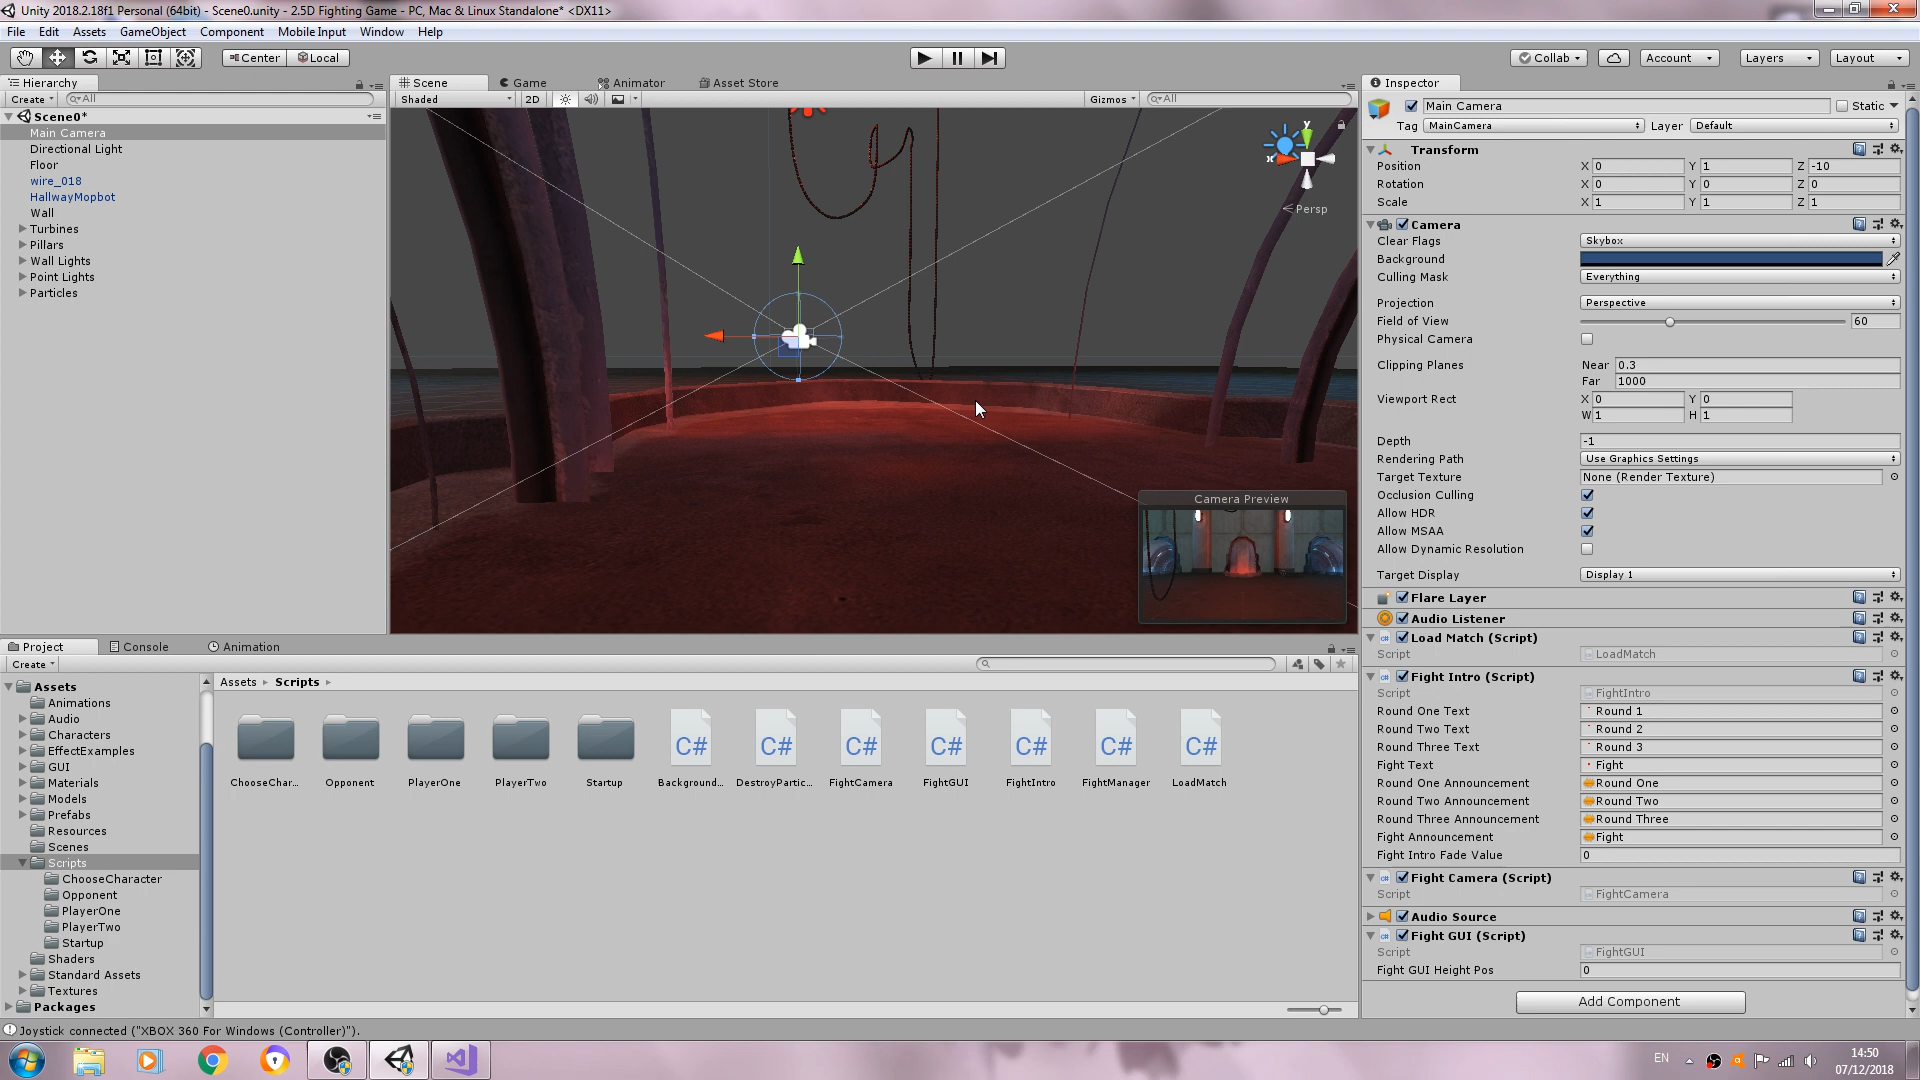 Unity 2018.2.18f1 Personal (64bit) - Scene0.unity - 2.5D Fighting Game - PC, Mac & Linux Standalone* <DX11>
File Edit Assets GameObject Component Mobile Input Window Help
Center Local Collab Account Layers Layout
Hierarchy
Create All
Scene0*
Main Camera
Directional Light
Floor
wire_018
HallwayMopbot
Wall
Turbines
Pillars
Wall Lights
Point Lights
Particles
Scene Game Animator Asset Store
Shaded 2D Gizmos All
y
x
Persp
Camera Preview
Inspector
Main Camera Static
Tag MainCamera Layer Default
Transform
Position X 0 Y 1 Z -10
Rotation X 0 Y 0 Z 0
Scale X 1 Y 1 Z 1
Camera
Clear Flags Skybox
Background
Culling Mask Everything
Projection Perspective
Field of View 60
Physical Camera
Clipping Planes Near 0.3
Far 1000
Viewport Rect X 0 Y 0
W 1 H 1
Depth -1
Rendering Path Use Graphics Settings
Target Texture None (Render Texture)
Occlusion Culling
Allow HDR
Allow MSAA
Allow Dynamic Resolution
Target Display Display 1
Flare Layer
Audio Listener
Load Match (Script)
Script LoadMatch
Fight Intro (Script)
Script FightIntro
Round One Text Round 1
Round Two Text Round 2
Round Three Text Round 3
Fight Text Fight
Round One Announcement Round One
Round Two Announcement Round Two
Round Three Announcement Round Three
Fight Announcement Fight
Fight Intro Fade Value 0
Fight Camera (Script)
Script FightCamera
Audio Source
Fight GUI (Script)
Script FightGUI
Fight GUI Height Pos 0
Add Component
Project Console Animation
Create
Assets
Animations
Audio
Characters
EffectExamples
GUI
Materials
Models
Prefabs
Resources
Scenes
Scripts
ChooseCharacter
Opponent
PlayerOne
PlayerTwo
Startup
Shaders
Standard Assets
Textures
Packages
Assets Scripts
C# C# C# C# C# C# C#
ChooseChar... Opponent PlayerOne PlayerTwo Startup Background... DestroyPartic... FightCamera FightGUI FightIntro FightManager LoadMatch
Joystick connected ("XBOX 360 For Windows (Controller)").
EN
14:50
07/12/2018